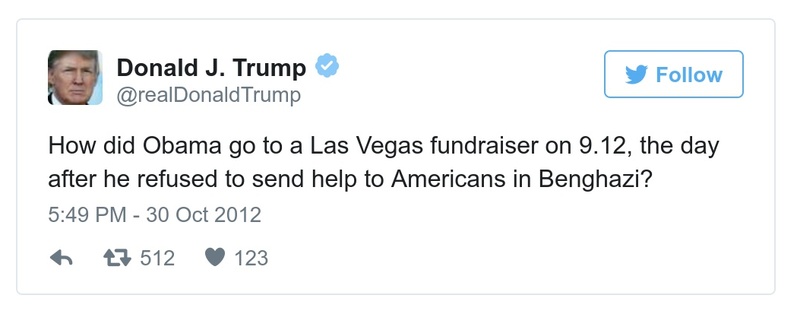 Donald J. Trump
@realDonaldTrump
Follow
How did Obama go to a Las Vegas fundraiser on 9.12, the day
after he refused to send help to Americans in Benghazi?
5:49 PM - 30 Oct 2012
512 123